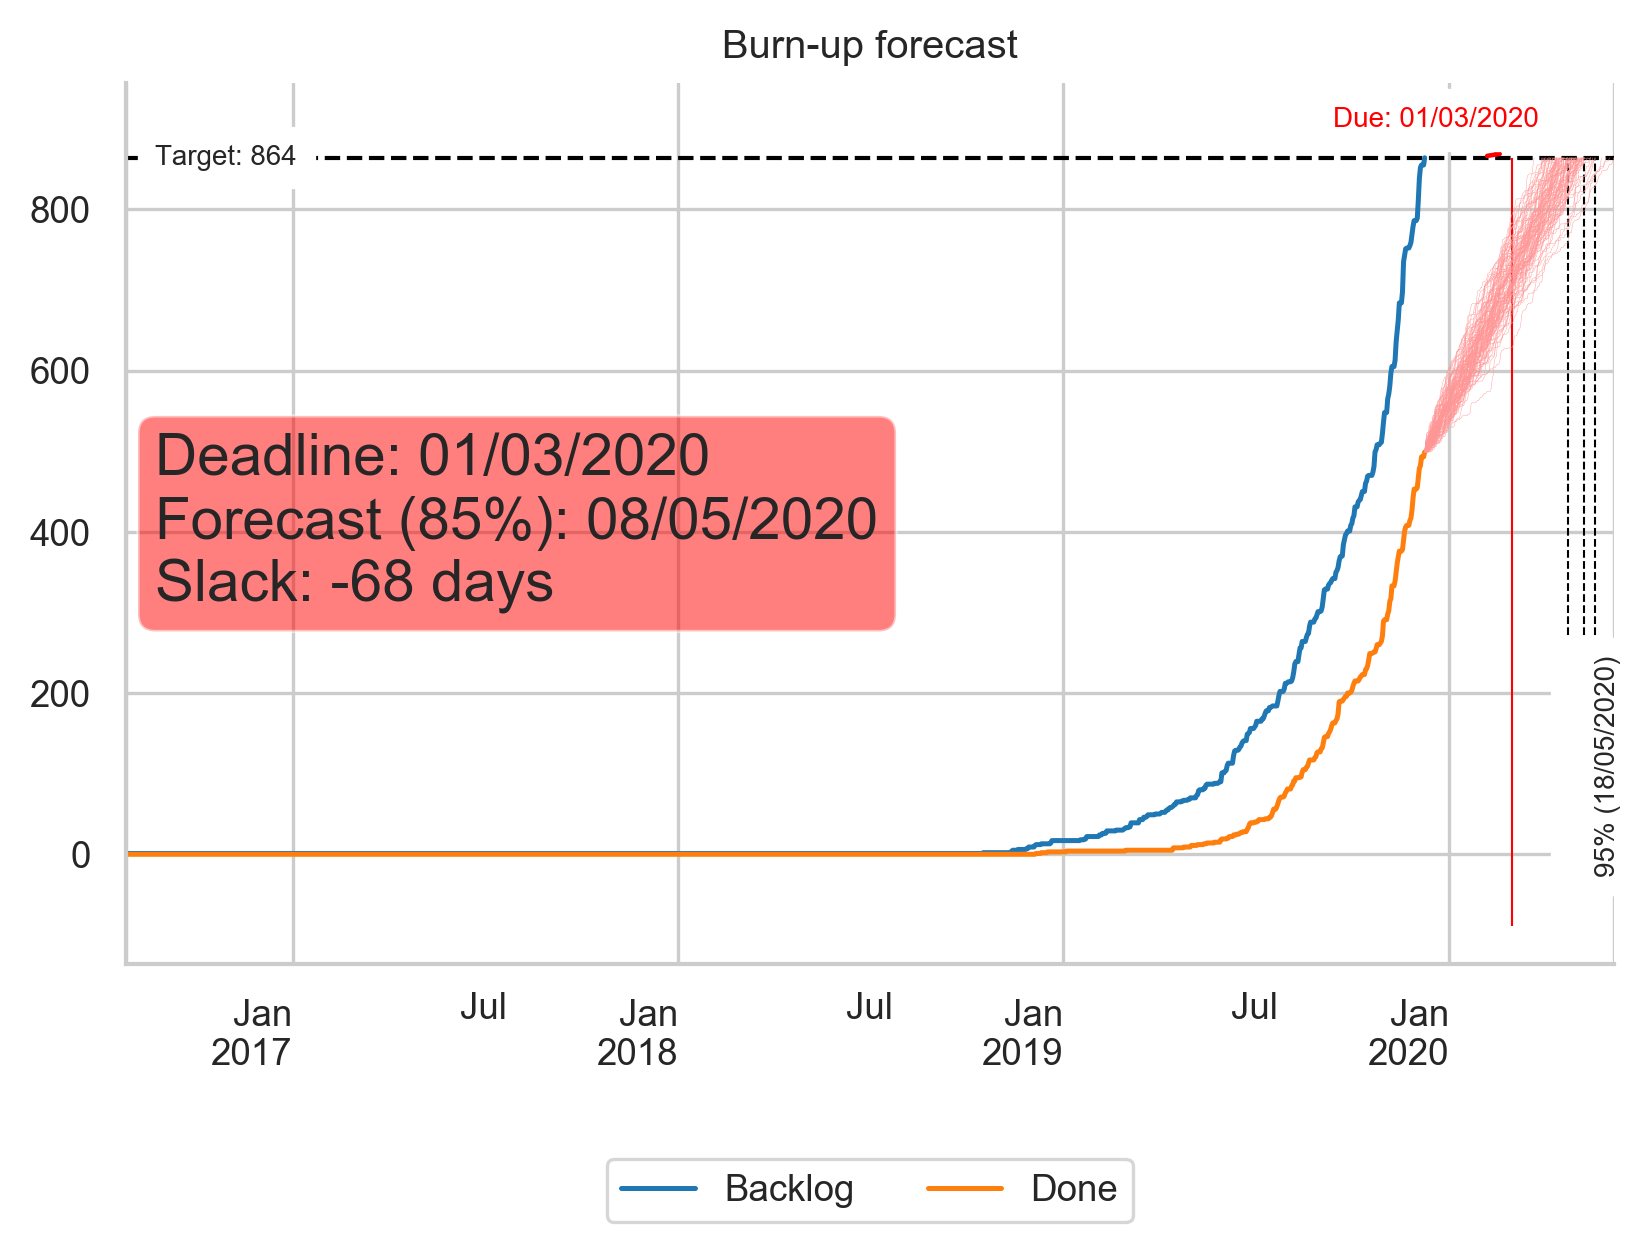 Burn-up forecast
Due: 01/03/2020
Target: 864
800
600
400
200
0
Deadline: 01/03/2020
Forecast (85%): 08/05/2020
Slack: -68 days
95% (18/05/2020)
Jan
2017
Jul
Jan
2018
Jul
Jan
2019
Jul
Jan
2020
Backlog
Done